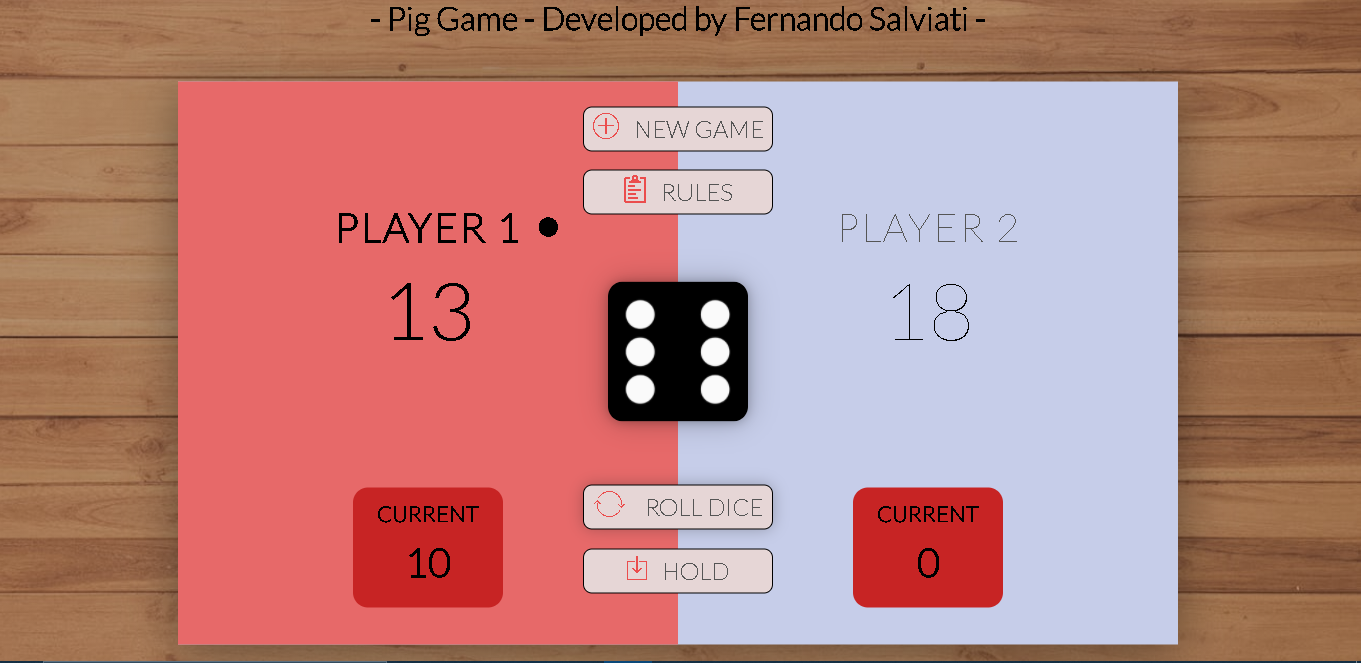 - Pig Game - Developed by Fernando Salviati -
NEW GAME
RULES
PLAYER 1
13
PLAYER 2
18
CURRENT
10
ROLL DICE
HOLD
CURRENT
0